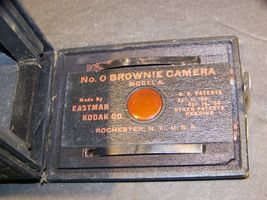 No. 0 BROWNIE CAMERA
MODEL A.
Made By
EASTMAN
KODAK CO.
U.S. PATENTS
OTHER PATENTS
PENDING
ROCHESTER, N.Y., U.S.A.